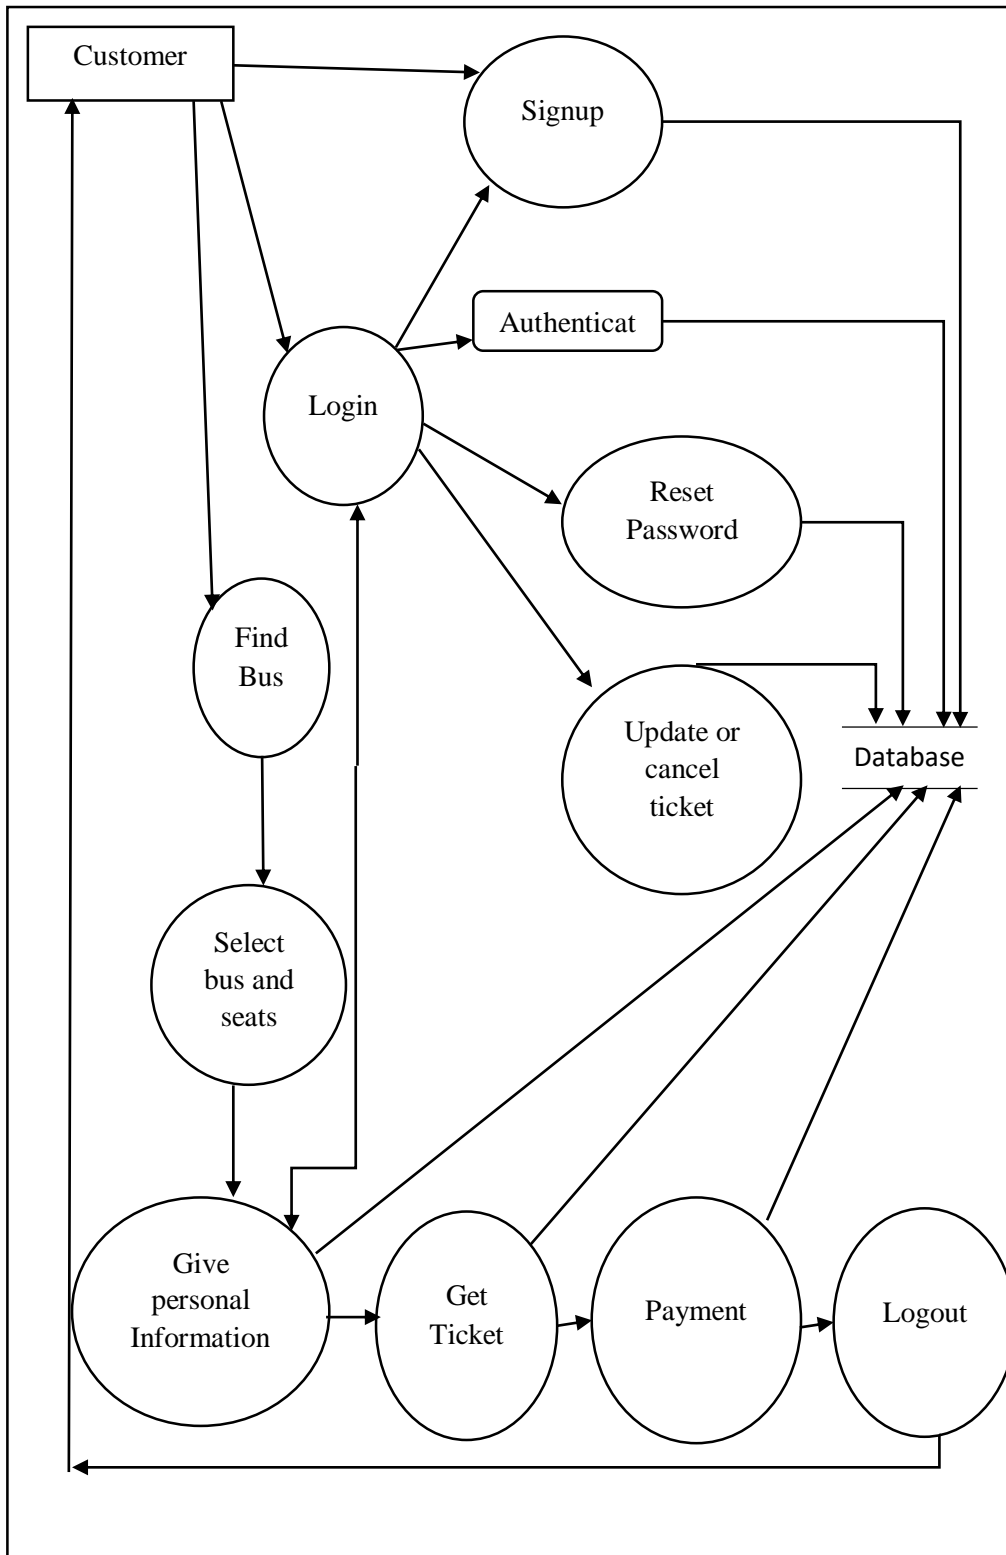 Customer
Signup
Authenticat
Login
Reset
Password
Find
Bus
Update or
cancel
ticket
Database
Select
bus and
seats
Give
personal
Information
Get
Ticket
Payment
Logout